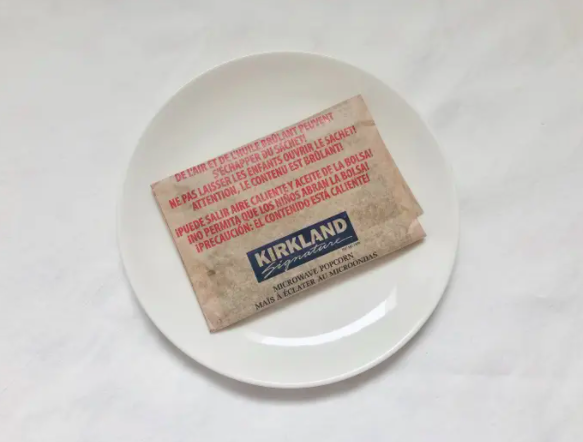 DE L'AIR ET DE L'HUILE BRÛLANT PEUVENT
S'ÉCHAPPER DU SACHET!
NE PAS LAISSER LES ENFANTS OUVRIR LE SACHET!
ATTENTION, LE CONTENU EST BRÛLANT!
¡PUEDE SALIR AIRE CALIENTE Y ACEITE DE LA BOLSA!
¡NO PERMITA QUE LOS NIÑOS ABRAN LA BOLSA!
¡PRECAUCIÓN: EL CONTENIDO ESTÁ CALIENTE!
KIRKLAND
Signature
MICROWAVE POPCORN
MAÏS À ÉCLATER AU MICROONDAS